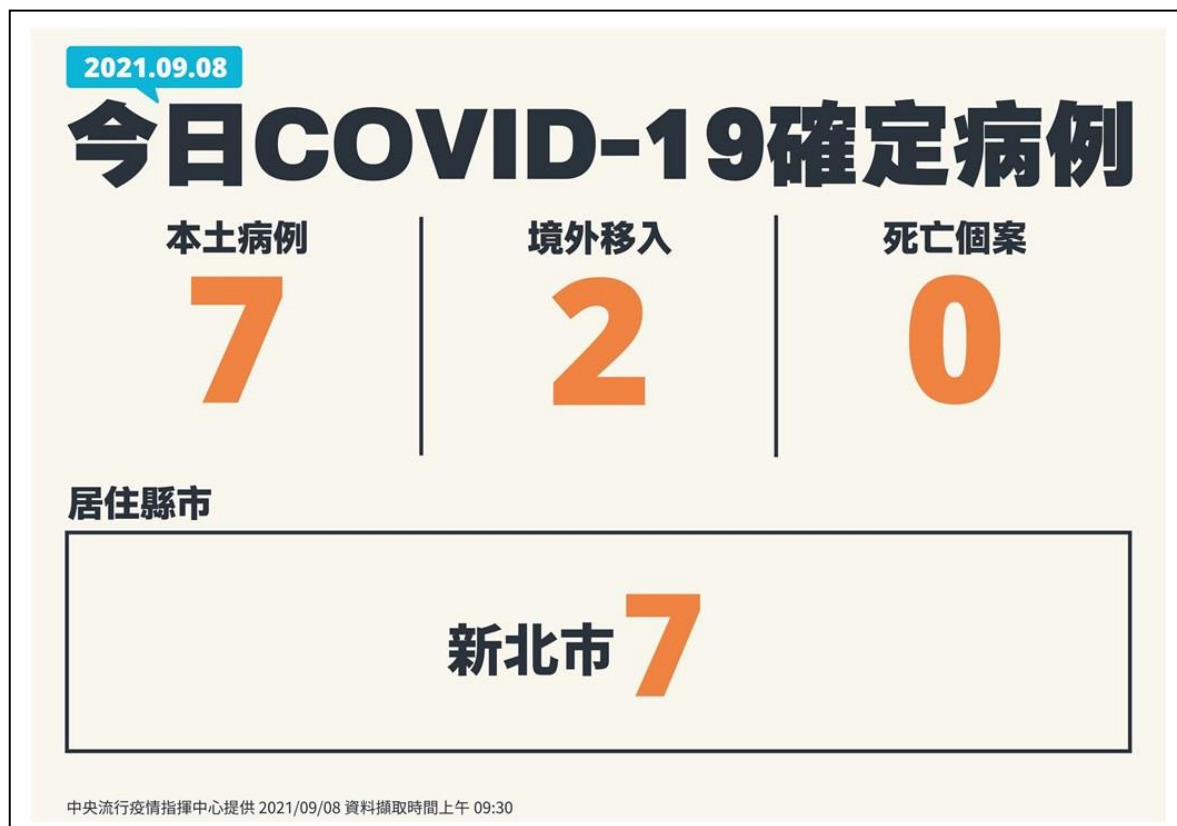 2021.09.08
今日COVID-19確定病例
本土病例
7
境外移入
2
死亡個案
0
居住縣市
新北市7
中央流行疫情指揮中心提供 2021/09/08 資料擷取時間上午 09:30